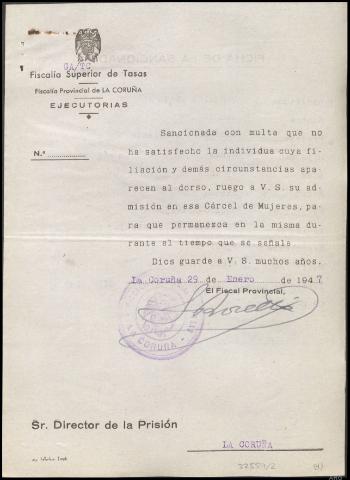 GA/TC
Fiscalía Superior de Tasas
Fiscalía Provincial de LA CORUÑA
EJECUTORIAS
N.º
Sancionada con multa que no
ha satisfecho la individua cuya fi-
liación y demás circunstancias apa-
recen al dorso, ruego a V. S. su ad-
misión en esa Cárcel de Mujeres, pa-
ra que permanezca en la misma du-
rante el tiempo que se señala
Dios guarde a V. S. muchos años.
La Coruña 29 de Enero de 1947
El Fiscal Provincial,
LA CORUÑA
Sr. Director de la Prisión
LA CORUÑA